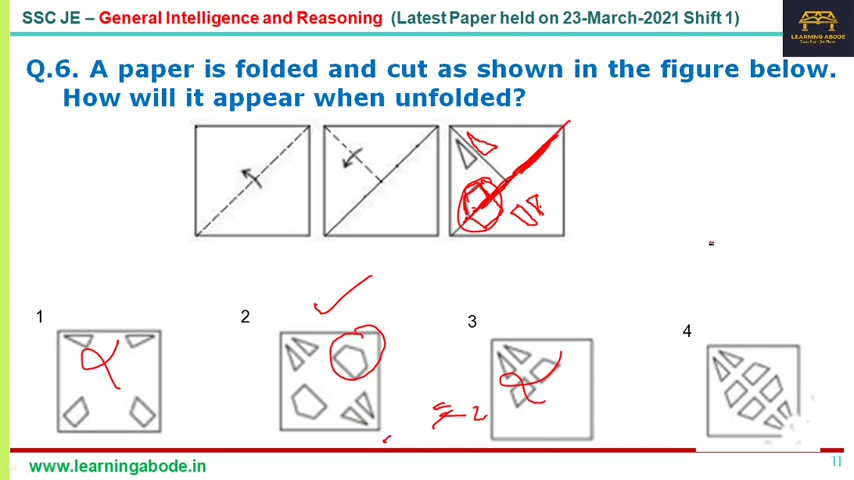 SSC JE – General Intelligence and Reasoning (Latest Paper held on 23-March-2021 Shift 1)
LEARNING ABODE
Q.6. A paper is folded and cut as shown in the figure below.
How will it appear when unfolded?
1
2
3
4
2
www.learningabode.in
11